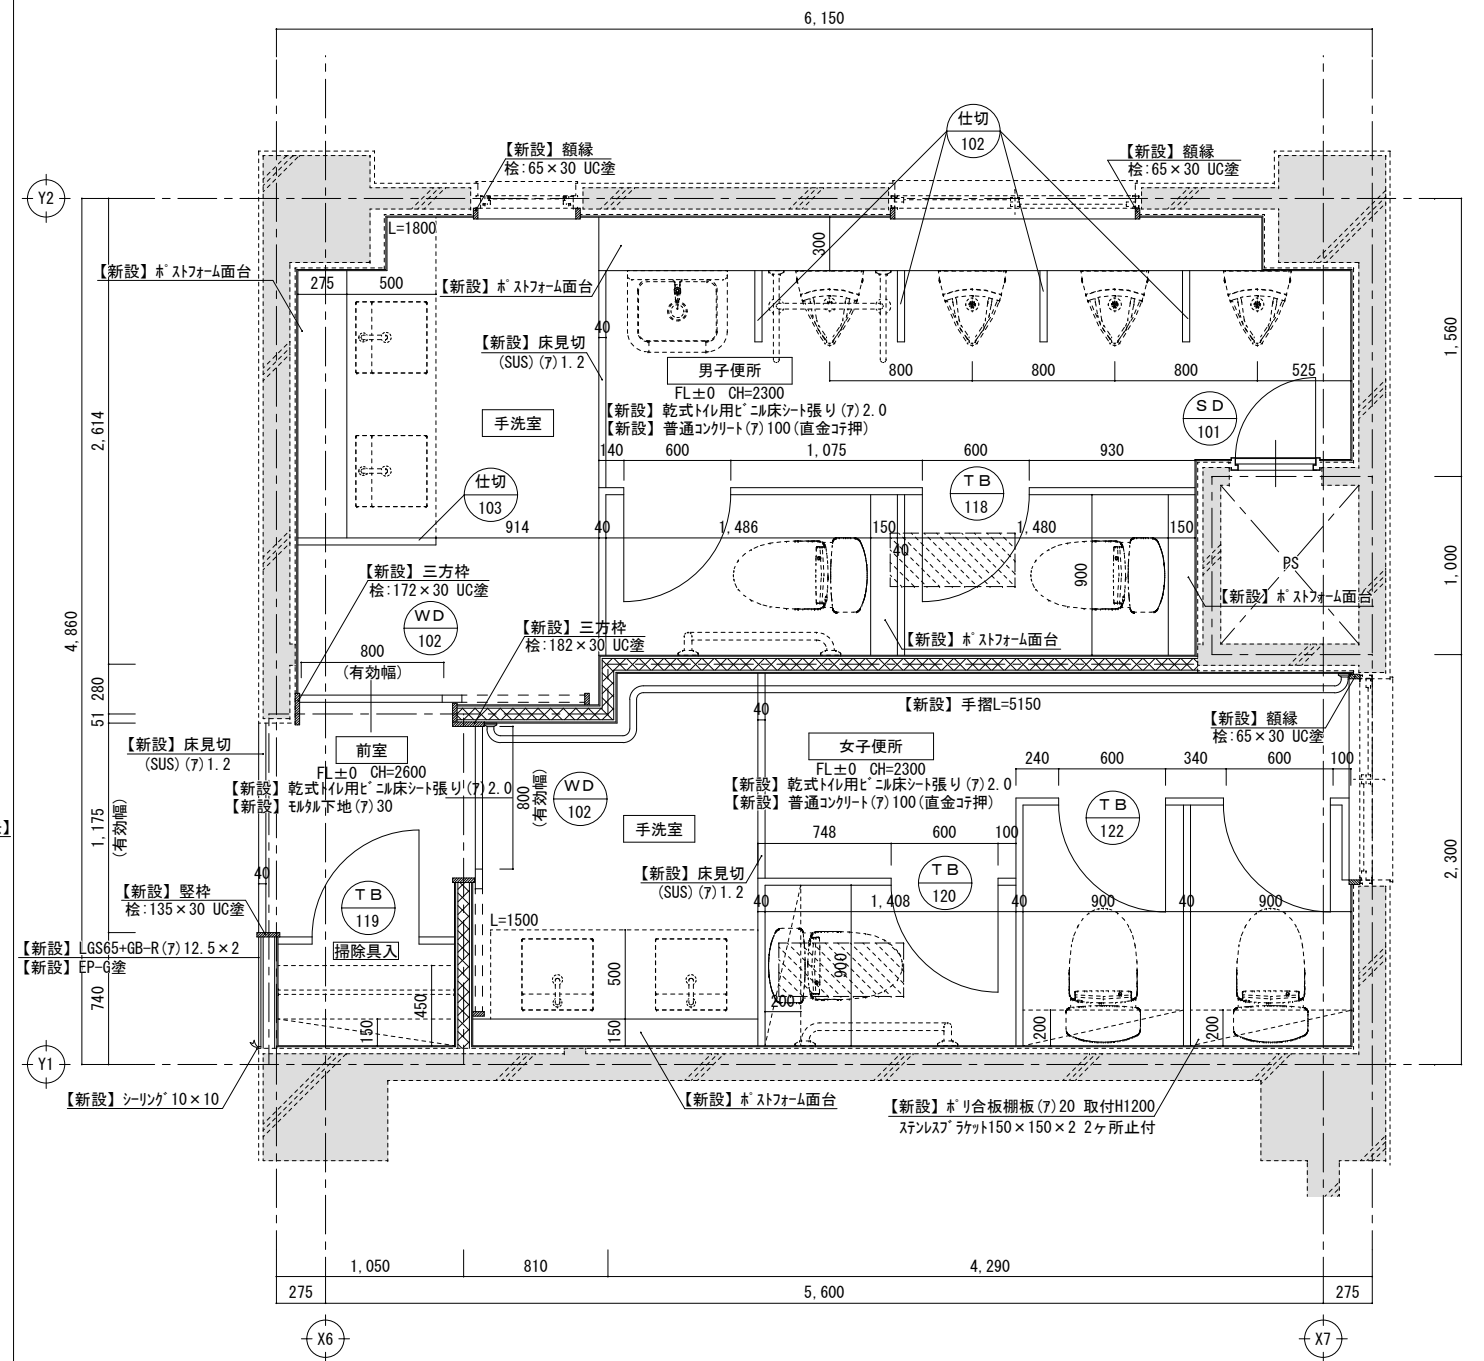 6,150
仕切
102
【新設】額縁
桧:65×30 UC塗
【新設】額縁
桧:65×30 UC塗
Y2
L=1800
300
【新設】ﾎﾟｽﾄﾌｫｰﾑ面台
275
500
【新設】ﾎﾟｽﾄﾌｫｰﾑ面台
40
【新設】床見切
(SUS)(ｱ)1.2
男子便所
FL±0 CH=2300
【新設】乾式ﾄｲﾚ用ﾋﾞﾆﾙ床ｼｰﾄ張り(ｱ)2.0
【新設】普通ｺﾝｸﾘｰﾄ(ｱ)100(直金ｺﾃ押)
800
800
800
525
1,560
手洗室
SD
101
2,614
140
600
1,075
600
930
仕切
103
TB
118
914
40
1,486
150
40
1,480
150
900
PS
1,000
【新設】三方枠
桧:172×30 UC塗
【新設】ﾎﾟｽﾄﾌｫｰﾑ面台
WD
102
【新設】三方枠
桧:182×30 UC塗
【新設】ﾎﾟｽﾄﾌｫｰﾑ面台
4,860
800
(有効幅)
280
51
【新設】手摺L=5150
40
【新設】額縁
桧:65×30 UC塗
【新設】床見切
(SUS)(ｱ)1.2
前室
FL±0 CH=2600
【新設】乾式ﾄｲﾚ用ﾋﾞﾆﾙ床ｼｰﾄ張り(ｱ)2.0
【新設】ﾓﾙﾀﾙ下地(ｱ)30
800
(有効幅)
WD
102
女子便所
FL±0 CH=2300
【新設】乾式ﾄｲﾚ用ﾋﾞﾆﾙ床ｼｰﾄ張り(ｱ)2.0
【新設】普通ｺﾝｸﾘｰﾄ(ｱ)100(直金ｺﾃ押)
240
600
340
600
100
TB
122
手洗室
1,175
(有効幅)
748
600
100
2,300
40
【新設】床見切
(SUS)(ｱ)1.2
TB
120
【新設】竪枠
桧:135×30 UC塗
TB
119
掃除具入
L=1500
40
1,408
40
900
40
900
【新設】LGS65+GB-R(ｱ)12.5×2
【新設】EP-G塗
740
450
150
500
150
900
200
200
200
Y1
【新設】ｼｰﾘﾝｸﾞ10×10
【新設】ﾎﾟｽﾄﾌｫｰﾑ面台
【新設】ﾎﾟﾘ合板棚板(ｱ)20 取付H1200
ｽﾃﾝﾚｽﾌﾞﾗｹｯﾄ150×150×2 2ヶ所止付
1,050
810
4,290
275
5,600
275
X6
X7